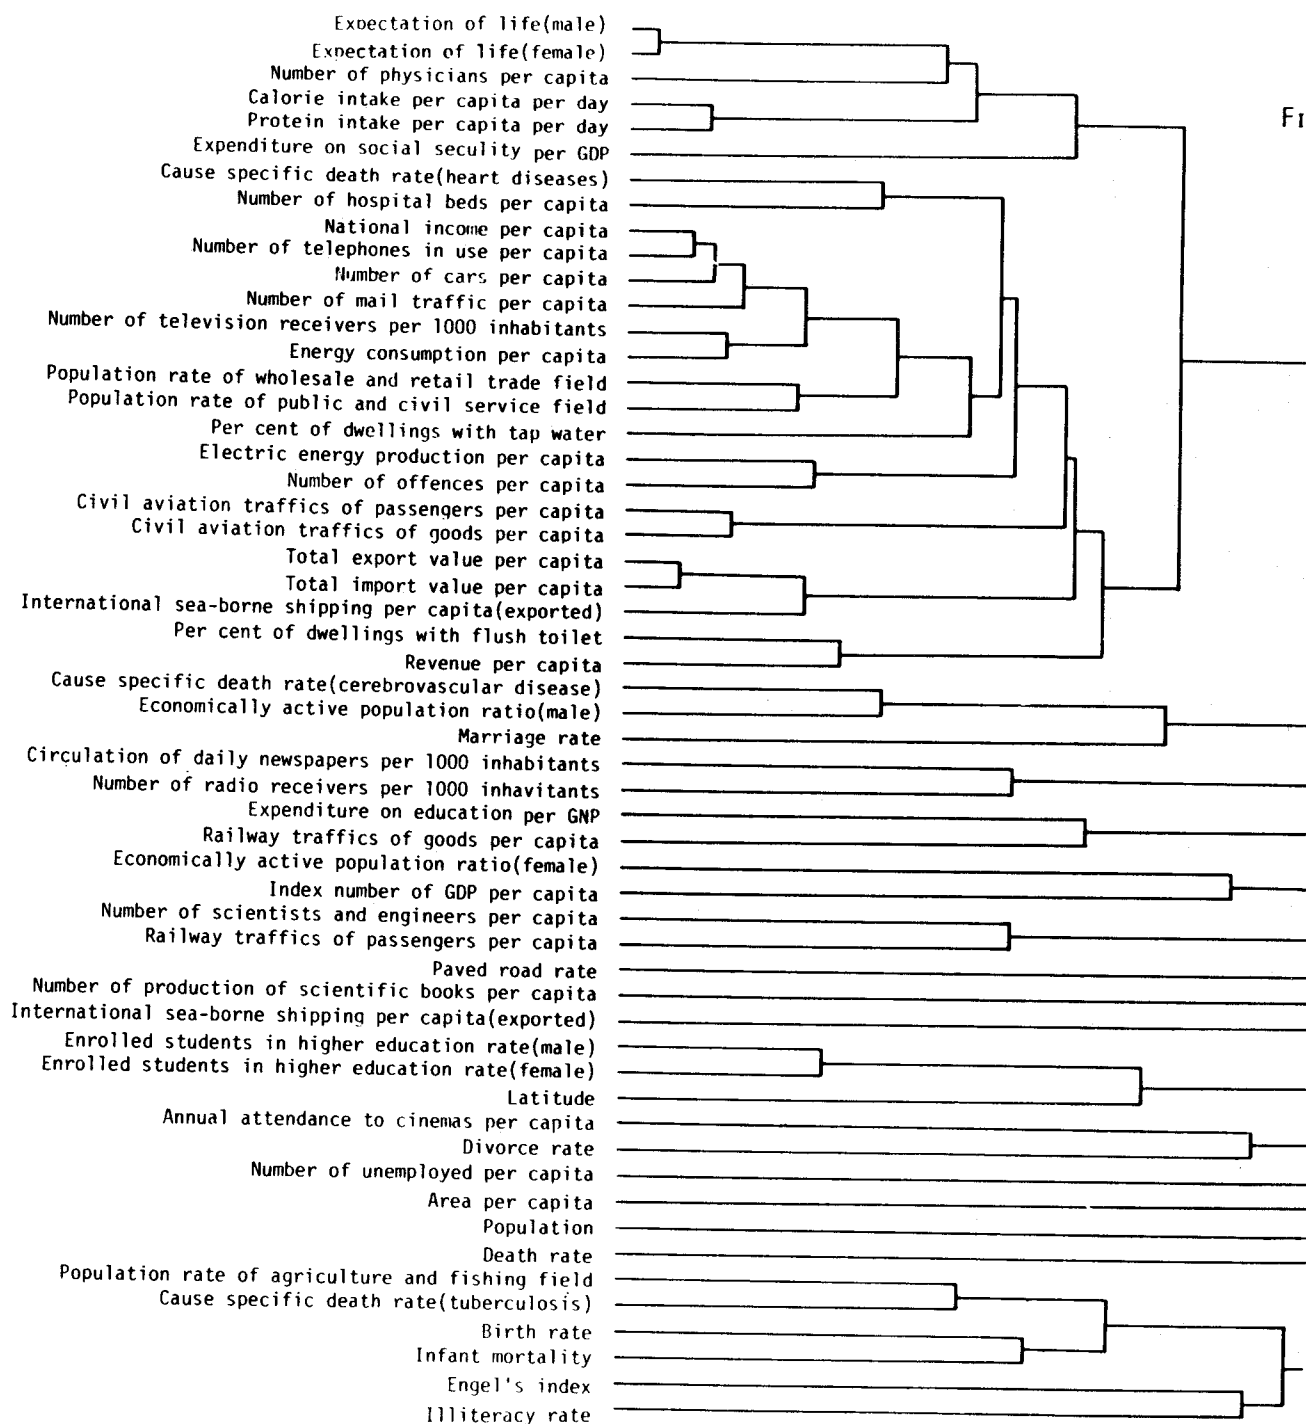 Expectation of life(male)
Expectation of life(female)
Number of physicians per capita
Calorie intake per capita per day
Protein intake per capita per day
Expenditure on social seculity per GDP
FI
Cause specific death rate(heart diseases)
Number of hospital beds per capita
National income per capita
Number of telephones in use per capita
Number of cars per capita
Number of mail traffic per capita
Number of television receivers per 1000 inhabitants
Energy consumption per capita
Population rate of wholesale and retail trade field
Population rate of public and civil service field
Per cent of dwellings with tap water
Electric energy production per capita
Number of offences per capita
Civil aviation traffics of passengers per capita
Civil aviation traffics of goods per capita
Total export value per capita
Total import value per capita
International sea-borne shipping per capita(exported)
Per cent of dwellings with flush toilet
Revenue per capita
Cause specific death rate(cerebrovascular disease)
Economically active population ratio(male)
Marriage rate
Circulation of daily newspapers per 1000 inhabitants
Number of radio receivers per 1000 inhavitants
Expenditure on education per GNP
Railway traffics of goods per capita
Economically active population ratio(female)
Index number of GDP per capita
Number of scientists and engineers per capita
Railway traffics of passengers per capita
Paved road rate
Number of production of scientific books per capita
International sea-borne shipping per capita(exported)
Enrolled students in higher education rate(male)
Enrolled students in higher education rate(female)
Latitude
Annual attendance to cinemas per capita
Divorce rate
Number of unemployed per capita
Area per capita
Population
Death rate
Population rate of agriculture and fishing field
Cause specific death rate(tuberculosis)
Birth rate
Infant mortality
Engel's index
Illiteracy rate